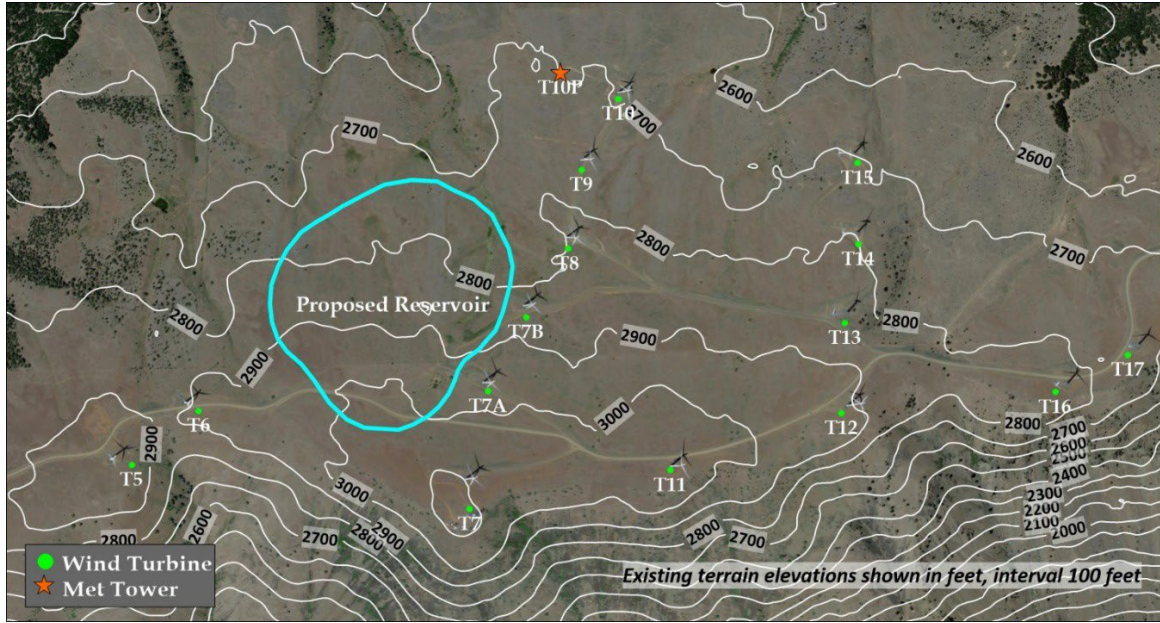 2600
T10P
T10
2700
2700
2600
T9
T15
2800
T8
T14
2700
2800
Proposed Reservoir
2800
T7B
T13
2800
2900
2900
T17
T7A
T16
T6
3000
T12
2800
2900
2700
2600
2500
T5
T11
2400
3000
2300
T7
2200
2600
2900
2800
2100
2000
2800
2700
2800
2700
Wind Turbine
Met Tower
Existing terrain elevations shown in feet, interval 100 feet